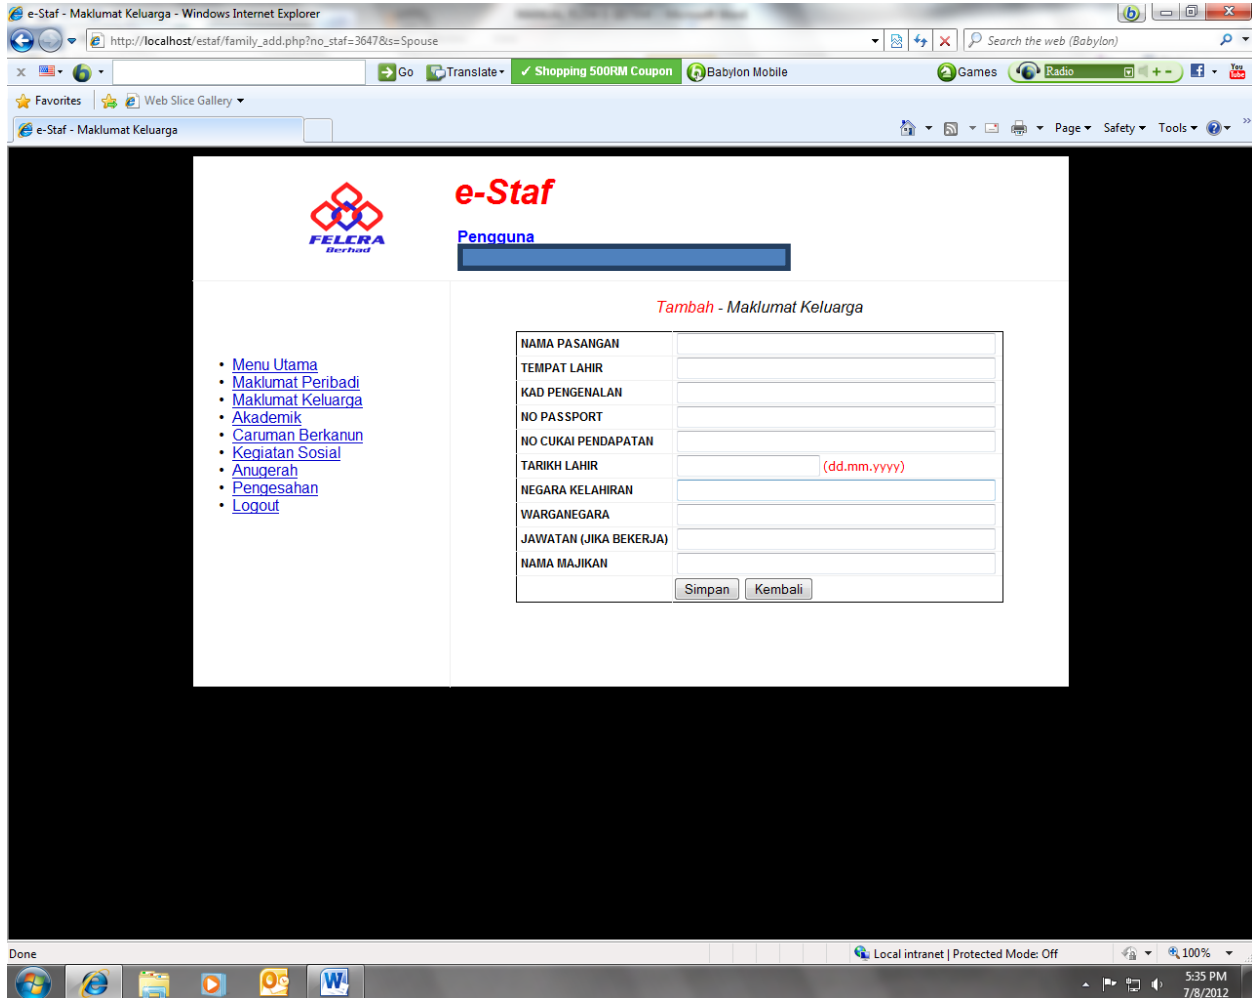 e-Staf - Maklumat Keluarga - Windows Internet Explorer
http://localhost/estaf/family_add.php?no_staf=3647&s=Spouse
Search the web (Babylon)
Go Translate ✓ Shopping 500RM Coupon Babylon Mobile Games Radio You Tube
Favorites Web Slice Gallery
e-Staf - Maklumat Keluarga
Page Safety Tools
FELCRA
Berhad
e-Staf
Pengguna
Tambah - Maklumat Keluarga
• Menu Utama
• Maklumat Peribadi
• Maklumat Keluarga
• Akademik
• Caruman Berkanun
• Kegiatan Sosial
• Anugerah
• Pengesahan
• Logout
NAMA PASANGAN
TEMPAT LAHIR
KAD PENGENALAN
NO PASSPORT
NO CUKAI PENDAPATAN
TARIKH LAHIR (dd.mm.yyyy)
NEGARA KELAHIRAN
WARGANEGARA
JAWATAN (JIKA BEKERJA)
NAMA MAJIKAN
Simpan Kembali
Done Local intranet | Protected Mode: Off 100%
5:35 PM
7/8/2012